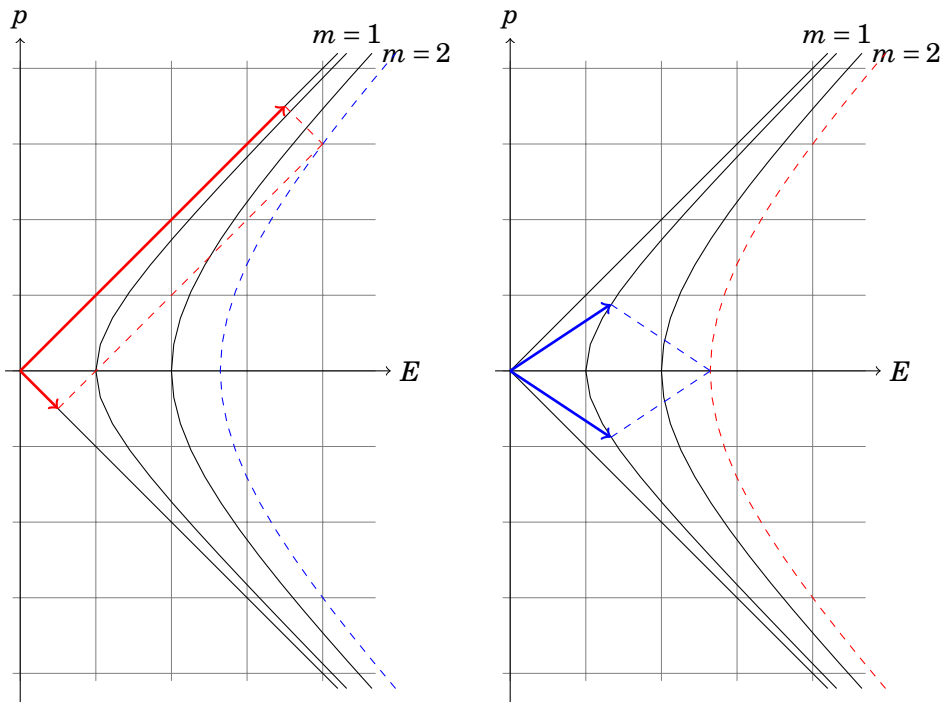 p
m = 1
m = 2
E
p
m = 1
m = 2
E